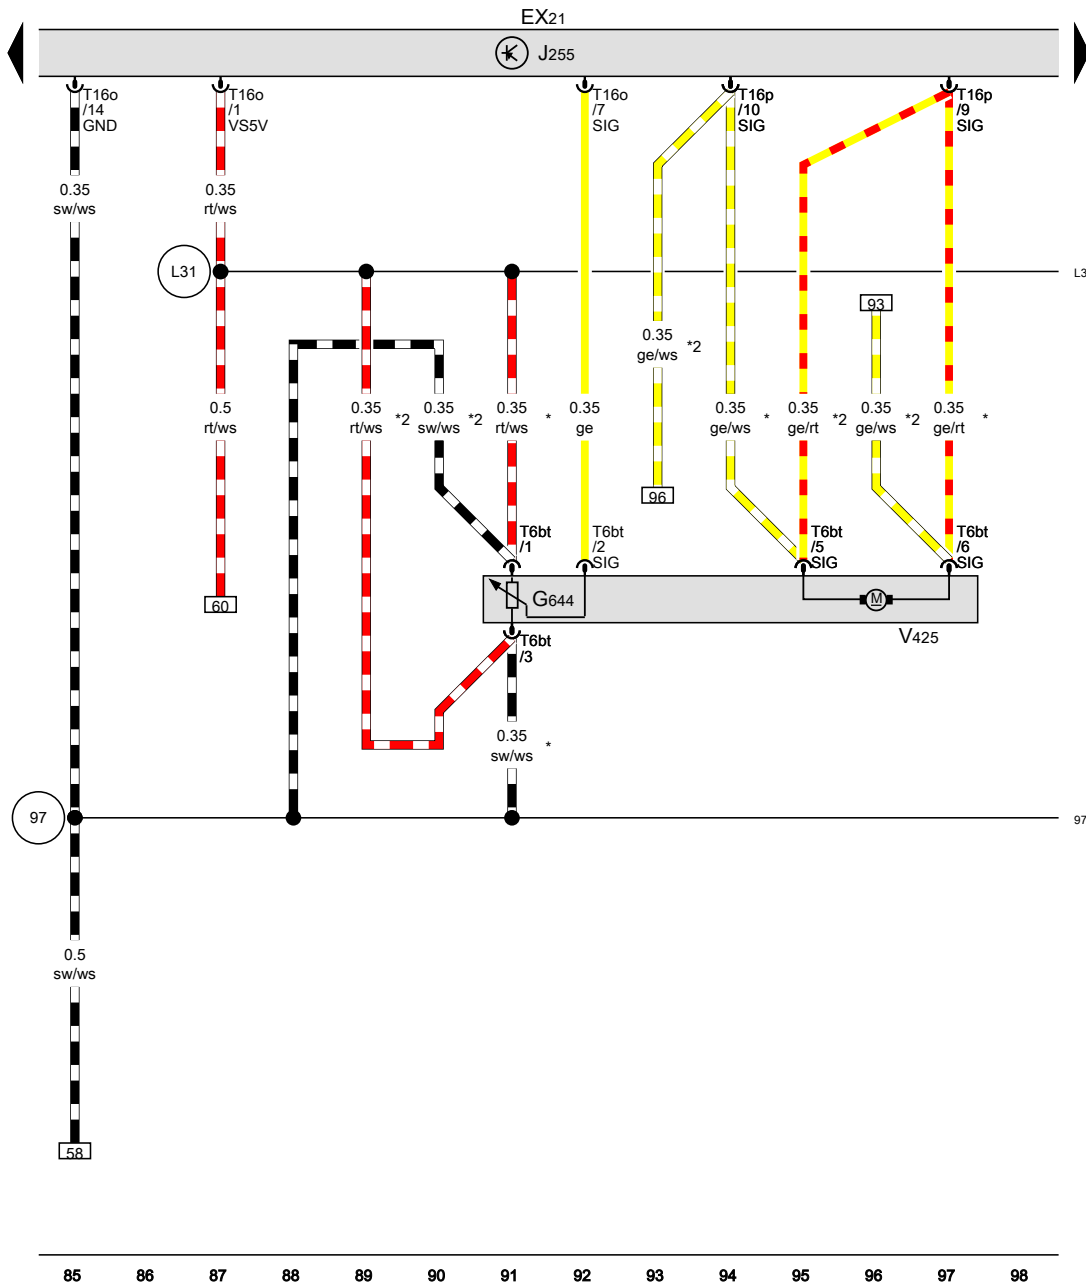 EX21
J255
T16o
/14
GND
T16o
/1
VS5V
T16o
/7
SIG
T16p
/10
SIG
T16p
/9
SIG
0.35
sw/ws
0.35
rt/ws
L31
L3
93
0.35
ge/ws *2
0.5
rt/ws
0.35
rt/ws *2
0.35
sw/ws *2
0.35
rt/ws *
0.35
ge
0.35
ge/ws *
0.35
ge/rt *2
0.35
ge/ws *2
0.35
ge/rt *
96
T6bt
/1
T6bt
/2
SIG
T6bt
/5
SIG
T6bt
/6
SIG
60
G644
M
V425
T6bt
/3
0.35
sw/ws *
97
97
0.5
sw/ws
58
85 86 87 88 89 90 91 92 93 94 95 96 97 98